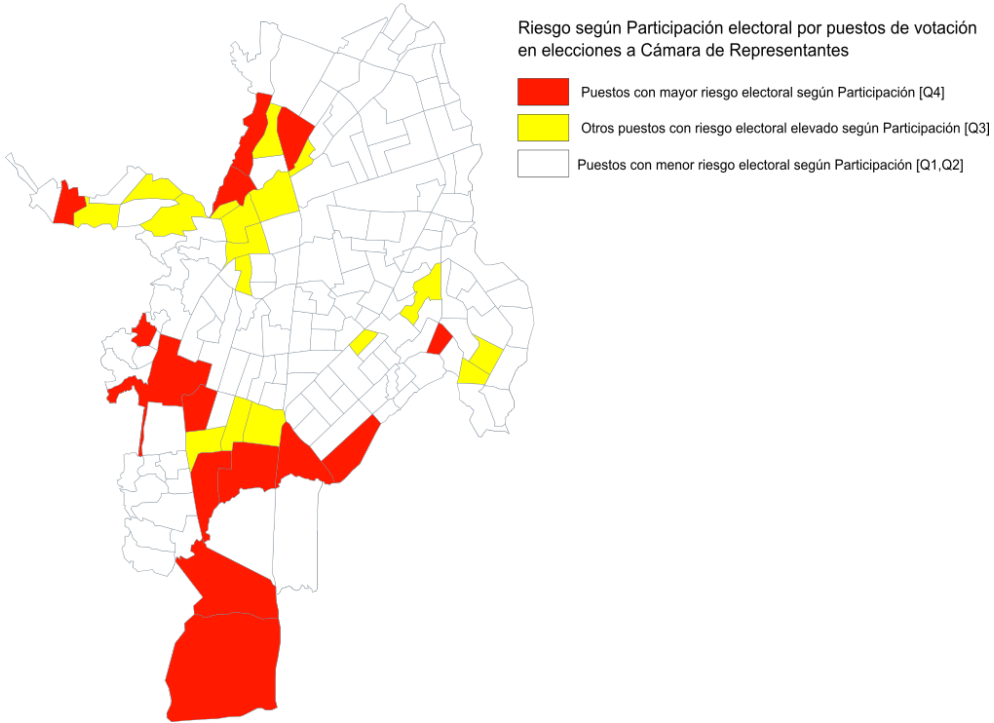 Riesgo según Participación electoral por puestos de votación
en elecciones a Cámara de Representantes
Puestos con mayor riesgo electoral según Participación [Q4]
Otros puestos con riesgo electoral elevado según Participación [Q3]
Puestos con menor riesgo electoral según Participación [Q1,Q2]